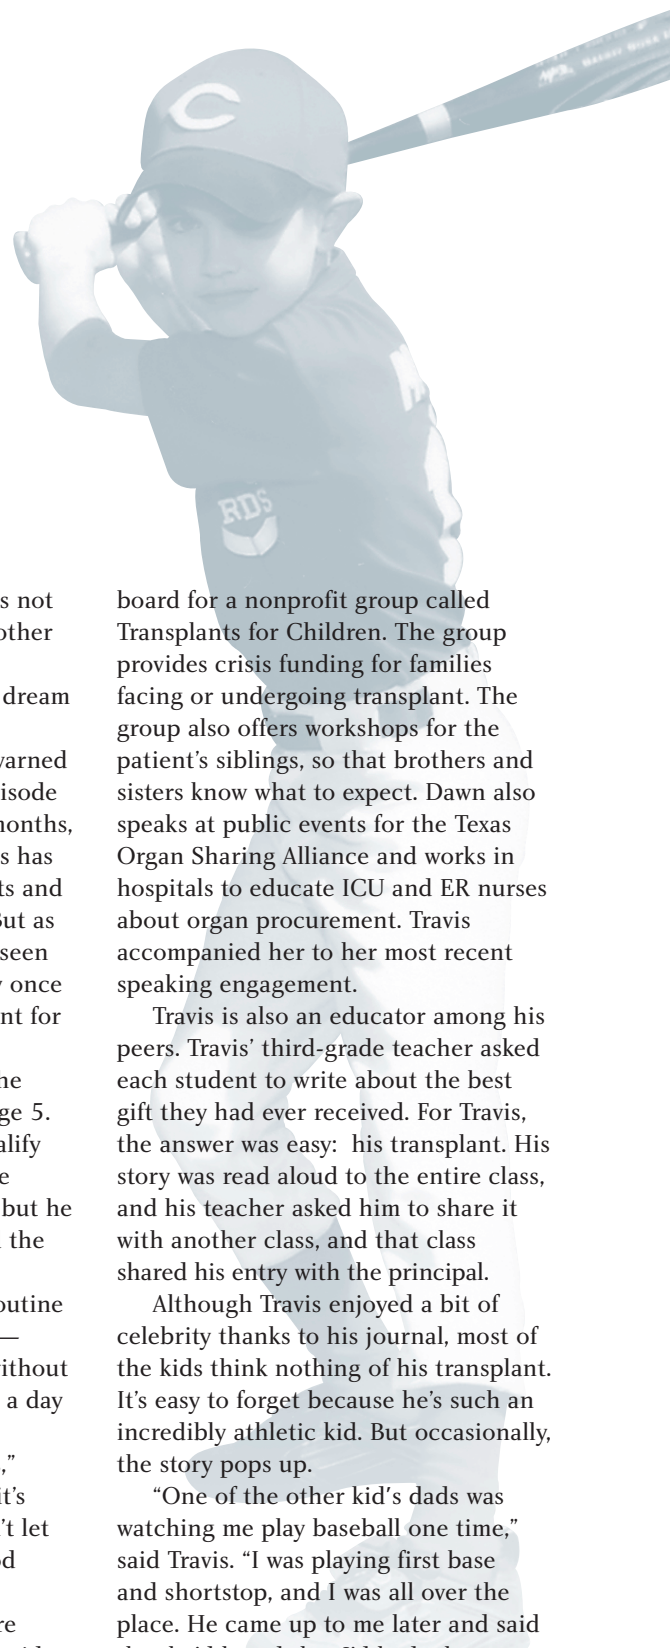 C
RDS
s not
other
dream
warned
isode
months,
s has
ts and
But as
seen
y once
nt for
he
ge 5.
alify
e
but he
the
outine
—
ithout
a day
,”
it’s
’t let
od
re
board for a nonprofit group called
Transplants for Children. The group
provides crisis funding for families
facing or undergoing transplant. The
group also offers workshops for the
patient’s siblings, so that brothers and
sisters know what to expect. Dawn also
speaks at public events for the Texas
Organ Sharing Alliance and works in
hospitals to educate ICU and ER nurses
about organ procurement. Travis
accompanied her to her most recent
speaking engagement.
Travis is also an educator among his
peers. Travis’ third-grade teacher asked
each student to write about the best
gift they had ever received. For Travis,
the answer was easy:  his transplant. His
story was read aloud to the entire class,
and his teacher asked him to share it
with another class, and that class
shared his entry with the principal.
Although Travis enjoyed a bit of
celebrity thanks to his journal, most of
the kids think nothing of his transplant.
It’s easy to forget because he’s such an
incredibly athletic kid. But occasionally,
the story pops up.
“One of the other kid's dads was
watching me play baseball one time,”
said Travis. “I was playing first base
and shortstop, and I was all over the
place. He came up to me later and said